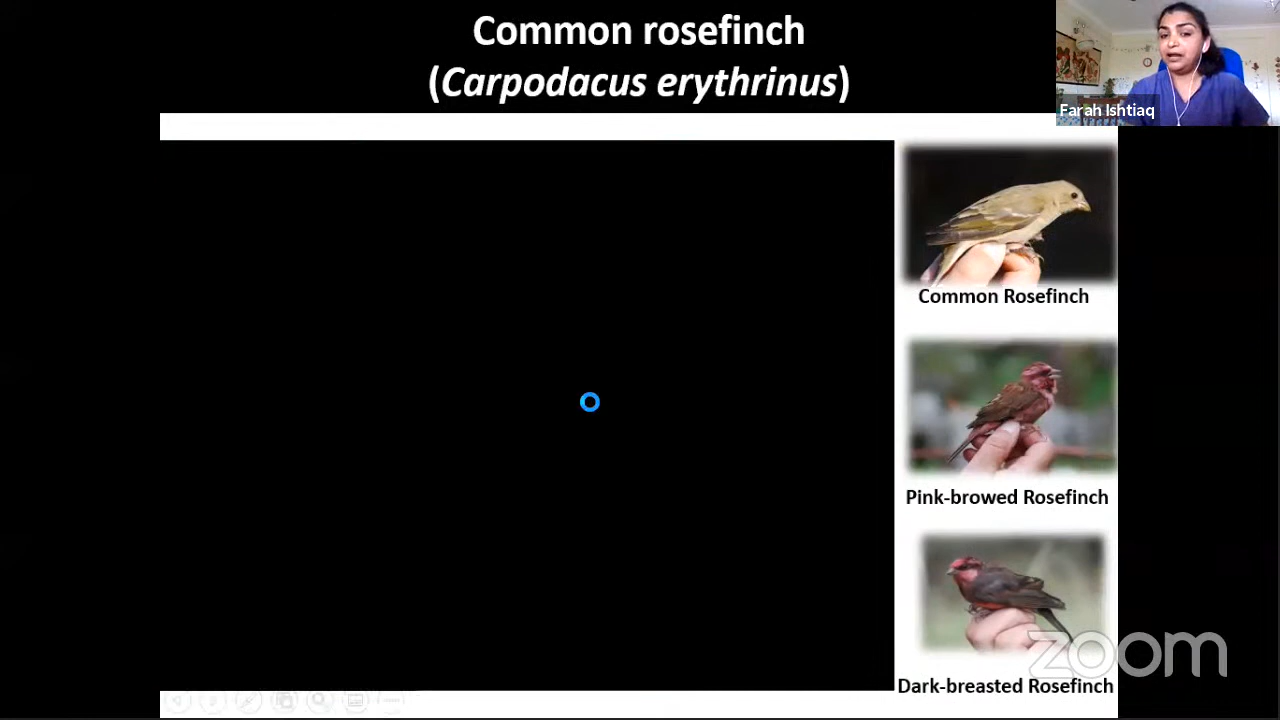 Common rosefinch
(Carpodacus erythrinus)
Farah Ishtiaq
Common Rosefinch
Pink-browed Rosefinch
Dark-breasted Rosefinch
zoom